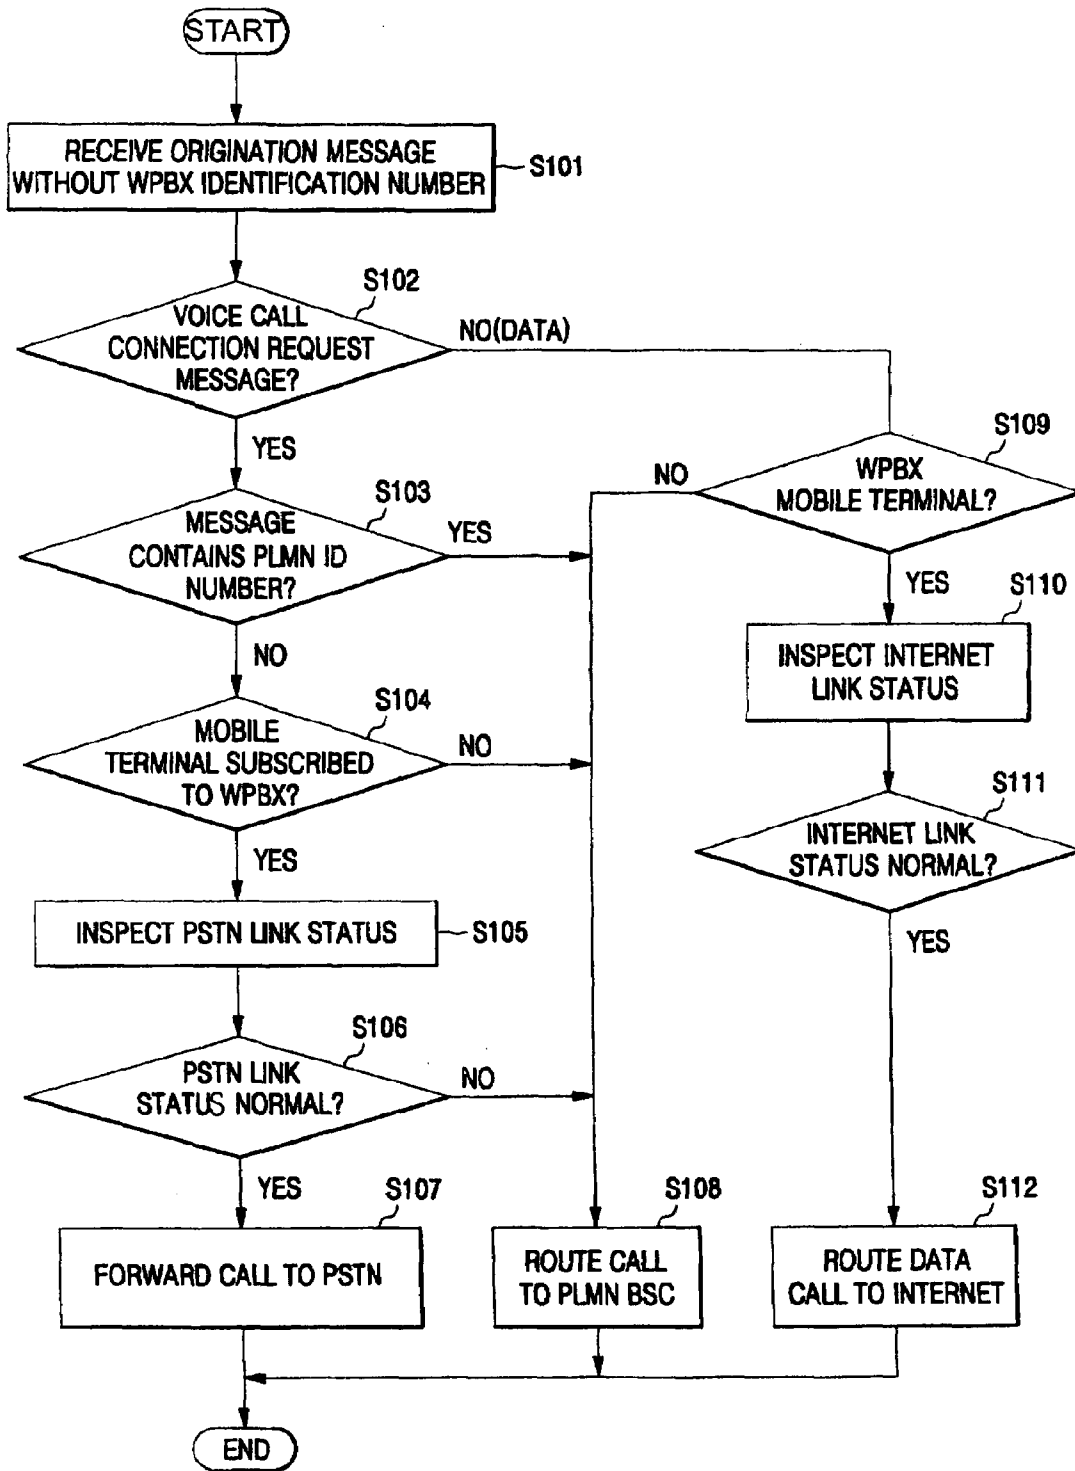 START
RECEIVE ORIGINATION MESSAGE
WITHOUT WPBX IDENTIFICATION NUMBER
S101
S102
VOICE CALL
CONNECTION REQUEST
MESSAGE?
NO(DATA)
YES
S109
WPBX
MOBILE TERMINAL?
NO
YES
S103
MESSAGE
CONTAINS PLMN ID
NUMBER?
YES
NO
S110
INSPECT INTERNET
LINK STATUS
S104
MOBILE
TERMINAL SUBSCRIBED
TO WPBX?
NO
YES
S111
INTERNET LINK
STATUS NORMAL?
YES
INSPECT PSTN LINK STATUS
S105
S106
PSTN LINK
STATUS NORMAL?
NO
YES
S107
FORWARD CALL TO PSTN
S108
ROUTE CALL
TO PLMN BSC
S112
ROUTE DATA
CALL TO INTERNET
END